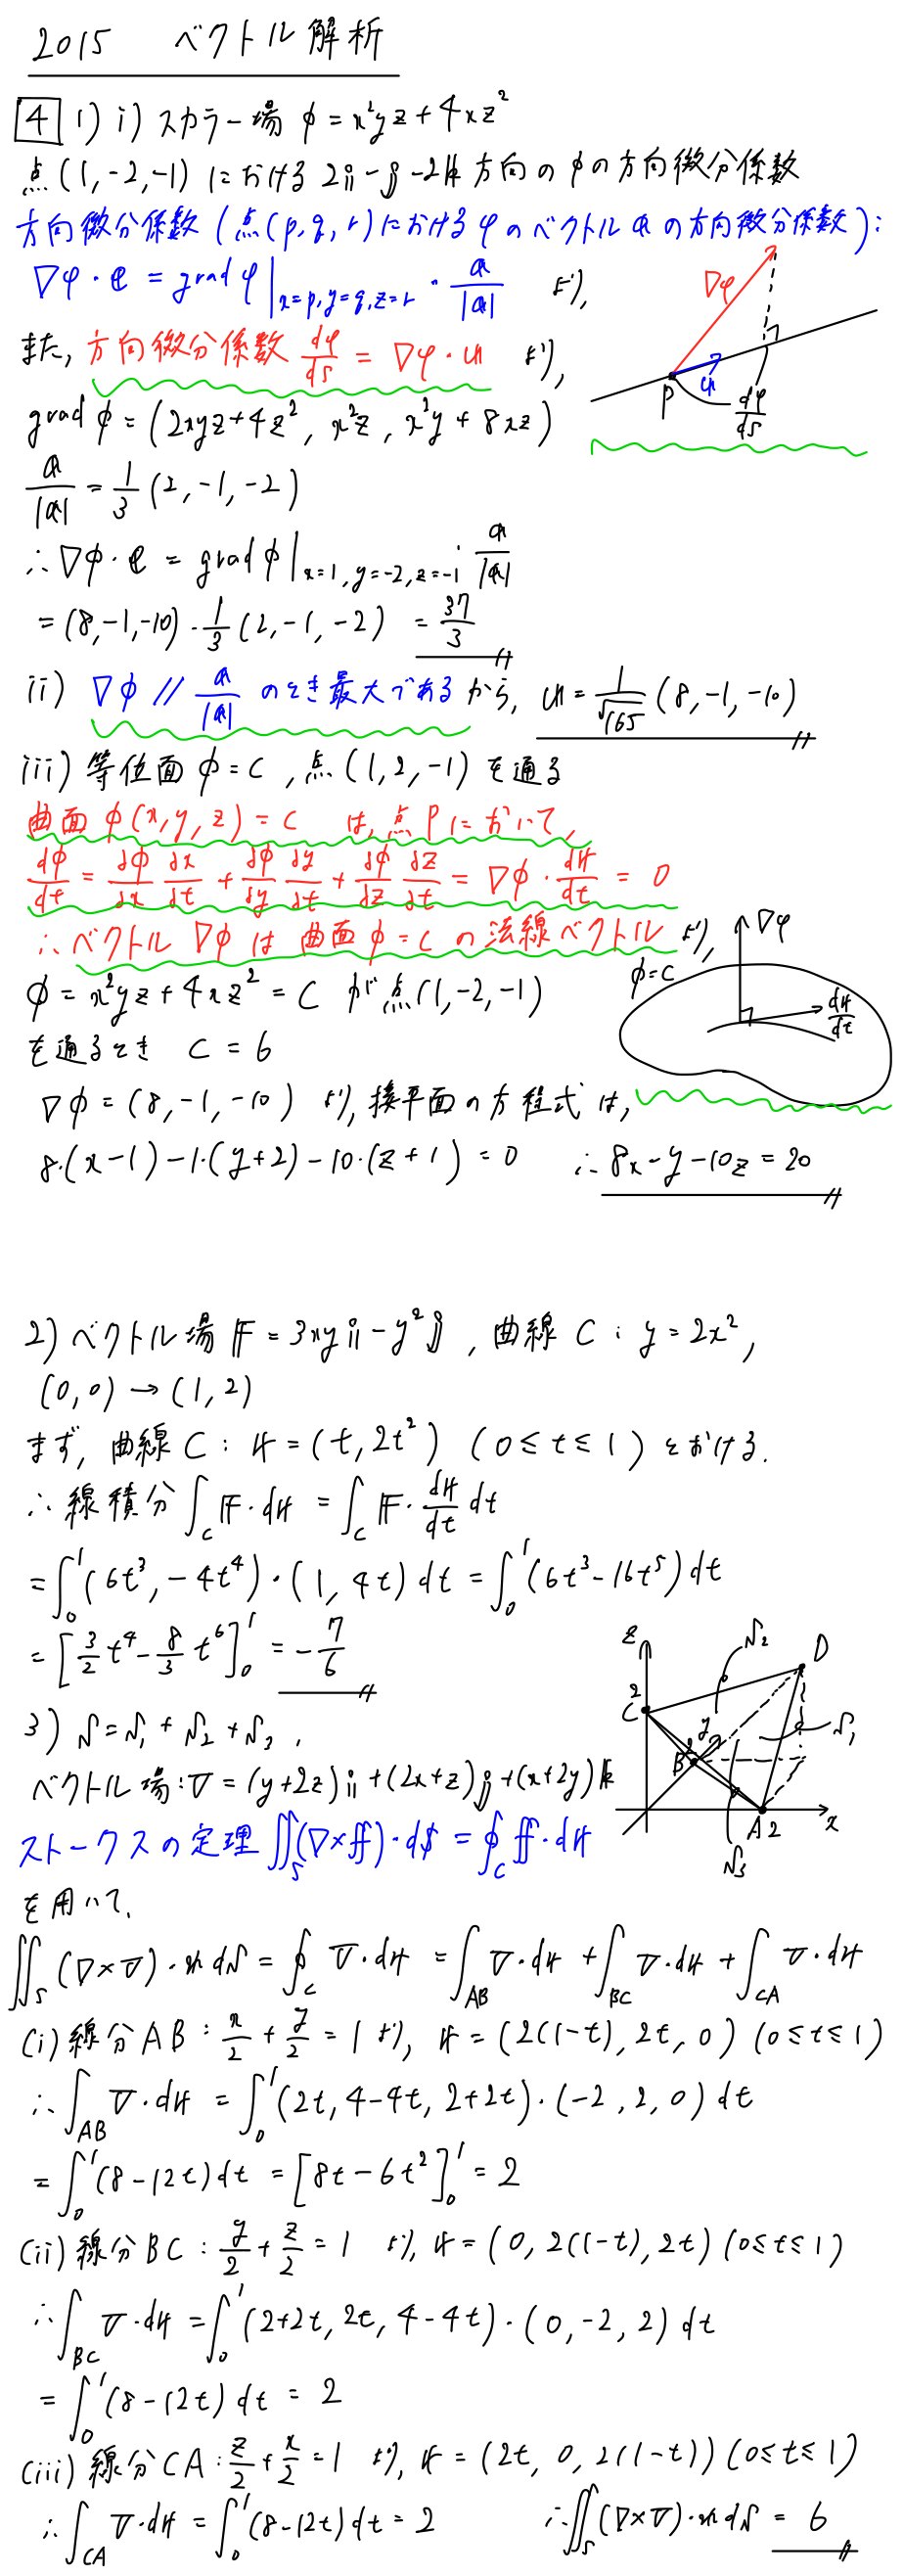 2015 ベクトル解析
4 1) i) スカラー場 φ = x²yz + 4xz²
点(1,-2,-1) における 2i - j - 2k 方向の φの方向微分係数
方向微分係数 (点(p,q,r)における φ のベクトル a の方向微分係数):
∇φ・e = grad φ|x=p,y=q,z=r ・ a/|a| より,
また, 方向微分係数 dφ/ds = ∇φ・u より,
∇φ
P u dφ/ds
grad φ = (2xyz+4z², x²z, x²y + 8xz)
a/|a| = 1/3 (2, -1, -2)
∴ ∇φ・e = grad φ|x=1,y=-2,z=-1 ・ a/|a|
= (8,-1,-10)・1/3 (2,-1,-2) = 37/3
ii) ∇φ // a/|a| のとき最大であるから, u = 1/√165 (8,-1,-10)
iii) 等位面 φ = C , 点(1,2,-1) を通る
曲面 φ(x,y,z) = C は, 点 P において,
dφ/dt = ∂φ/∂x ∂x/∂t + ∂φ/∂y ∂y/∂t + ∂φ/∂z ∂z/∂t = ∇φ・dr/dt = 0
∴ ベクトル ∇φ は 曲面 φ = C の 法線ベクトル より,
∇φ
φ=C
dr/dt
φ = x²yz + 4xz² = C が 点(1,-2,-1)
を通るとき C = 6
∇φ = (8,-1,-10) より, 接平面の方程式は,
8・(x-1) - 1・(y+2) - 10・(z+1) = 0 ∴ 8x - y - 10z = 20
2) ベクトル場 F = 3xy i - y² j , 曲線 C : y = 2x² ,
(0,0) → (1,2)
まず, 曲線 C : r = (t, 2t²) (0 ≤ t ≤ 1) とおける.
∴ 線積分 ∫C F・dr = ∫C F・dr/dt dt
= ∫₀¹ (6t³, -4t⁴)・(1, 4t) dt = ∫₀¹ (6t³ - 16t⁵) dt
= [3/2 t⁴ - 8/3 t⁶]₀¹ = -7/6
3) S = S₁ + S₂ + S₃ ,
z S₂ D
C 2
y
B 2 S₁
A 2 x
S₃
ベクトル場 : v = (y+2z) i + (2x+z) j + (x+2y) k
ストークスの定理 ∬S (∇×f)・dS = ∮C f・dr
を用いて,
∬S (∇×v)・n dS = ∮C v・dr = ∫AB v・dr + ∫BC v・dr + ∫CA v・dr
(i) 線分AB : x/2 + y/2 = 1 より, r = (2(1-t), 2t, 0) (0 ≤ t ≤ 1)
∴ ∫AB v・dr = ∫₀¹ (2t, 4-4t, 2+2t)・(-2, 2, 0) dt
= ∫₀¹ (8-12t) dt = [8t - 6t²]₀¹ = 2
(ii) 線分BC : y/2 + z/2 = 1 より, r = (0, 2(1-t), 2t) (0 ≤ t ≤ 1)
∴ ∫BC v・dr = ∫₀¹ (2+2t, 2t, 4-4t)・(0, -2, 2) dt
= ∫₀¹ (8-12t) dt = 2
(iii) 線分CA : z/2 + x/2 = 1 より, r = (2t, 0, 2(1-t)) (0 ≤ t ≤ 1)
∴ ∫CA v・dr = ∫₀¹ (8-12t) dt = 2 ∴ ∬S (∇×v)・n dS = 6